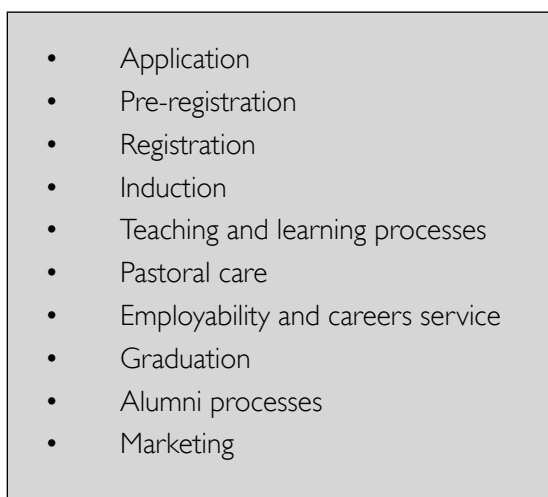 • Application
• Pre-registration
• Registration
• Induction
• Teaching and learning processes
• Pastoral care
• Employability and careers service
• Graduation
• Alumni processes
• Marketing